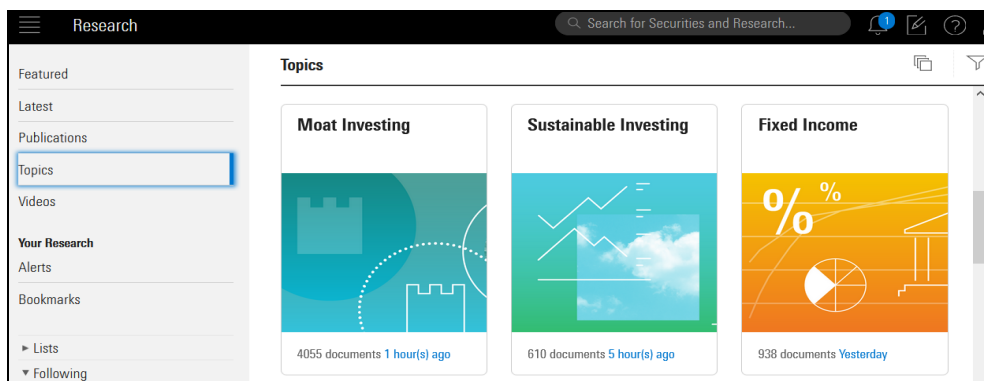 Research
Search for Securities and Research...
1
?
Featured
Latest
Publications
Topics
Videos
Your Research
Alerts
Bookmarks
► Lists
▼ Following
Topics
Moat Investing
4055 documents 1 hour(s) ago
Sustainable Investing
610 documents 5 hour(s) ago
Fixed Income
% %
938 documents Yesterday